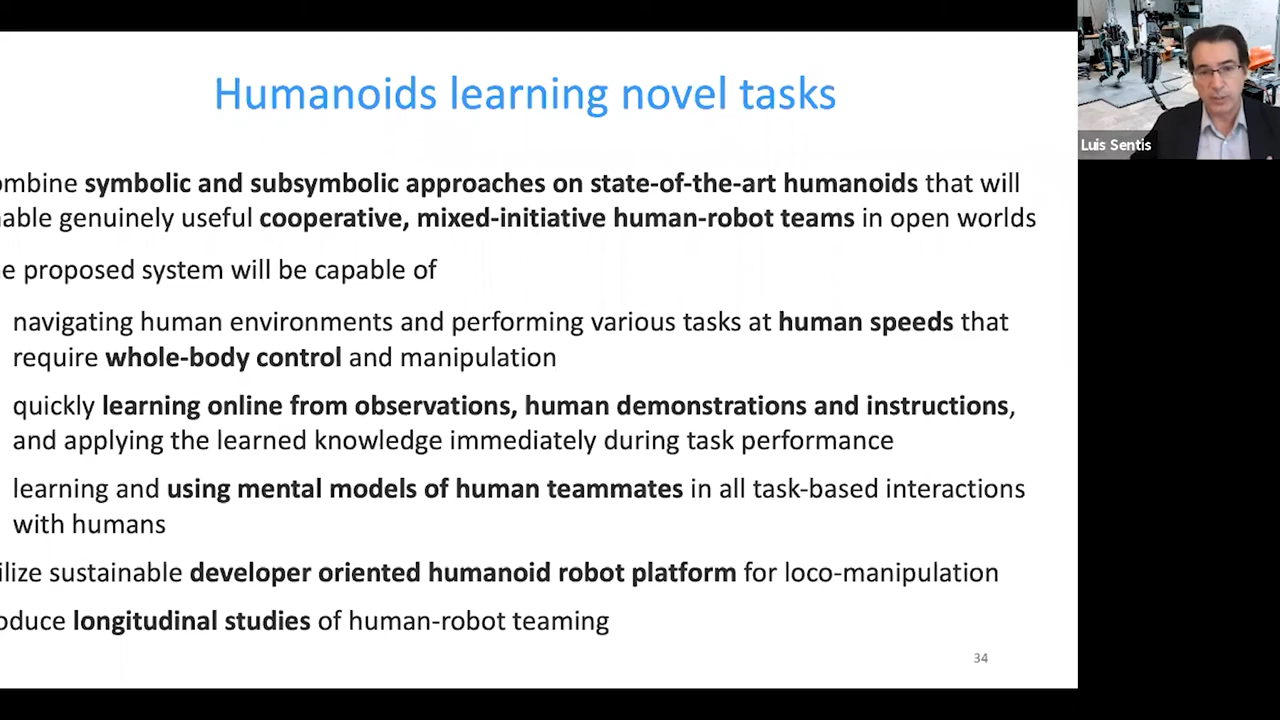 Humanoids learning novel tasks
Luis Sentis
ombine symbolic and subsymbolic approaches on state-of-the-art humanoids that will
able genuinely useful cooperative, mixed-initiative human-robot teams in open worlds
e proposed system will be capable of
navigating human environments and performing various tasks at human speeds that
require whole-body control and manipulation
quickly learning online from observations, human demonstrations and instructions,
and applying the learned knowledge immediately during task performance
learning and using mental models of human teammates in all task-based interactions
with humans
ilize sustainable developer oriented humanoid robot platform for loco-manipulation
oduce longitudinal studies of human-robot teaming
34